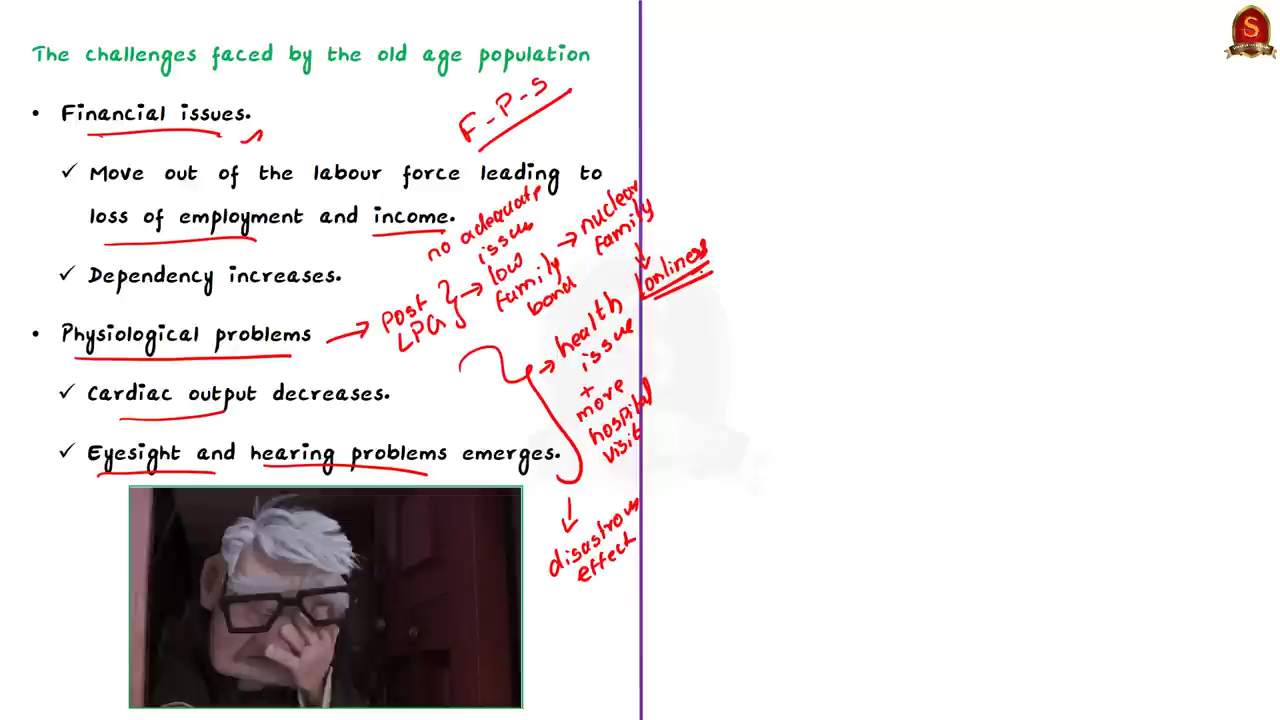 The challenges faced by the old age population
F-P-S
• Financial issues.
✓ Move out of the labour force leading to
loss of employment and income.
✓ Dependency increases.
• Physiological problems
→ Post
LPG
→ low
family
bond
no adequate
issue
→ nuclear
family
lonliness
✓ Cardiac output decreases.
✓ Eyesight and hearing problems emerges.
→ health
issue
+
more
hospital
visit
disastrous
effect
S